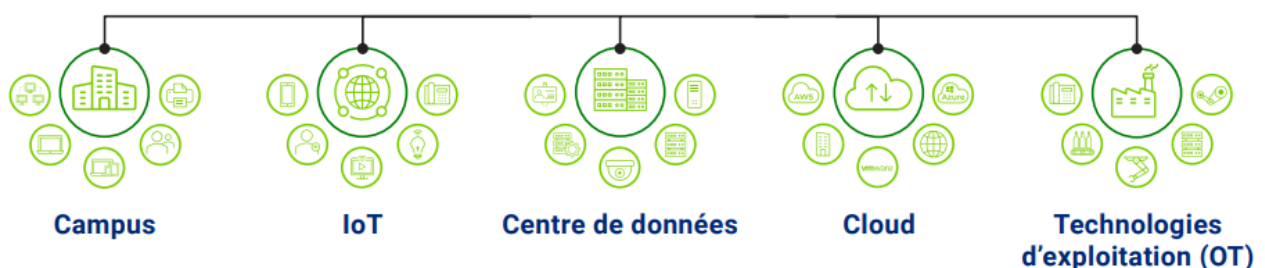 AWS
Azure
vmware
Campus
IoT
Centre de données
Cloud
Technologies
d'exploitation (OT)